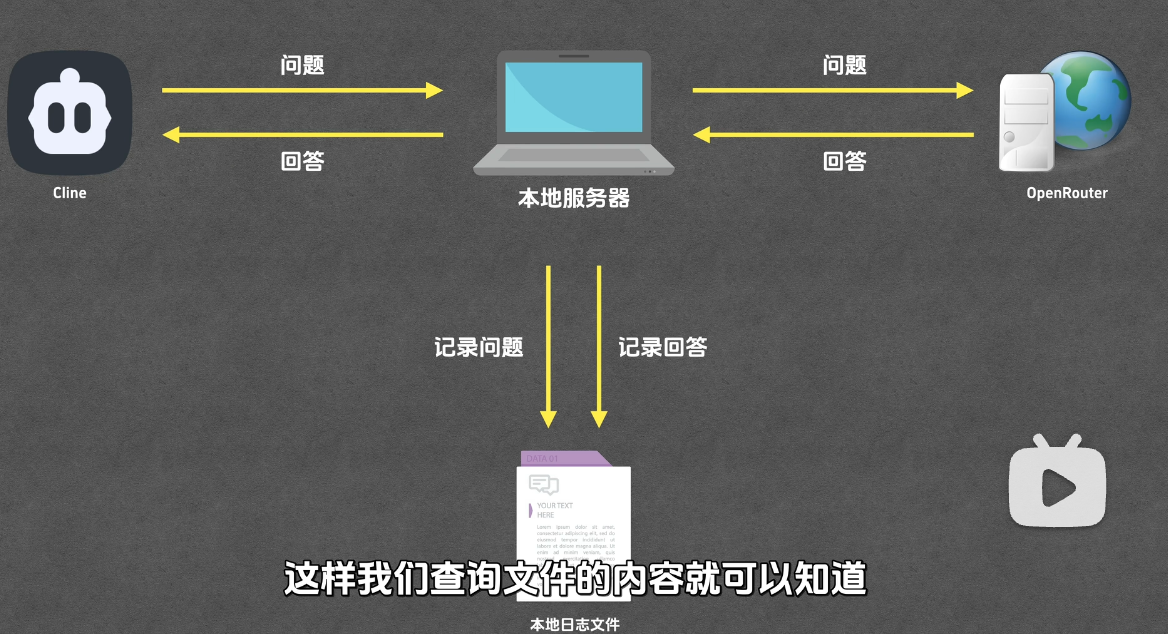 问题
问题
回答
回答
Cline
本地服务器
OpenRouter
记录问题
记录回答
DATA 01
YOUR TEXT
HERE
Lorem ipsum dolor sit amet,
consectetur adipiscing elit, sed do
eiusmod tempor incididunt ut
labore et dolore magna aliqua. Ut
enim ad minim veniam, quis
这样我们查询文件的内容就可以知道
本地日志文件